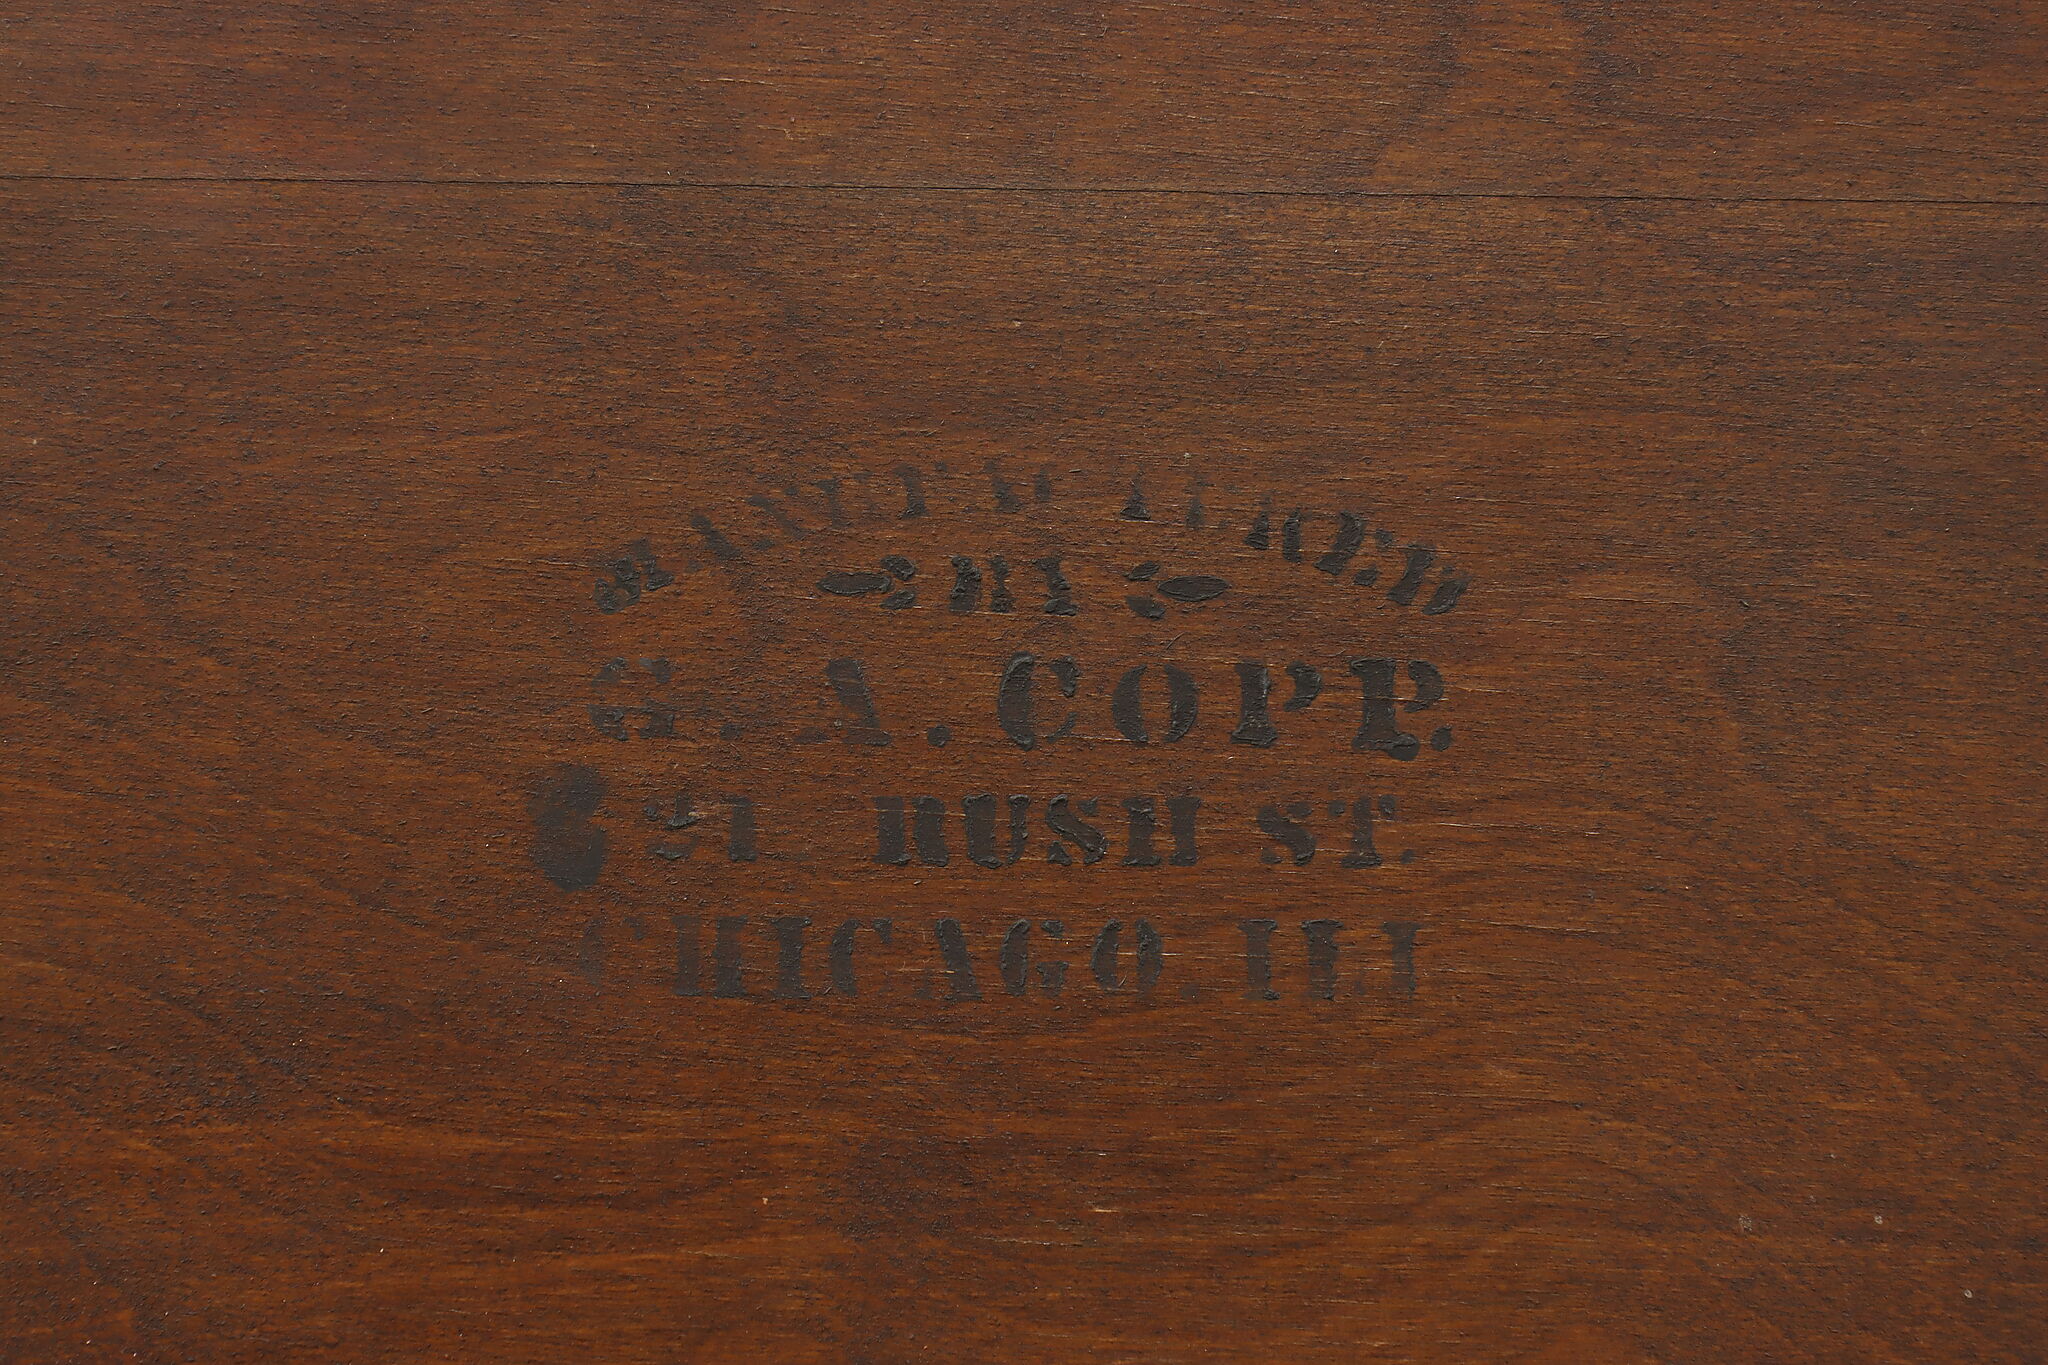 MANUFACTURED
BY
G. A. COPP.
RUSH ST.
CHICAGO. ILL